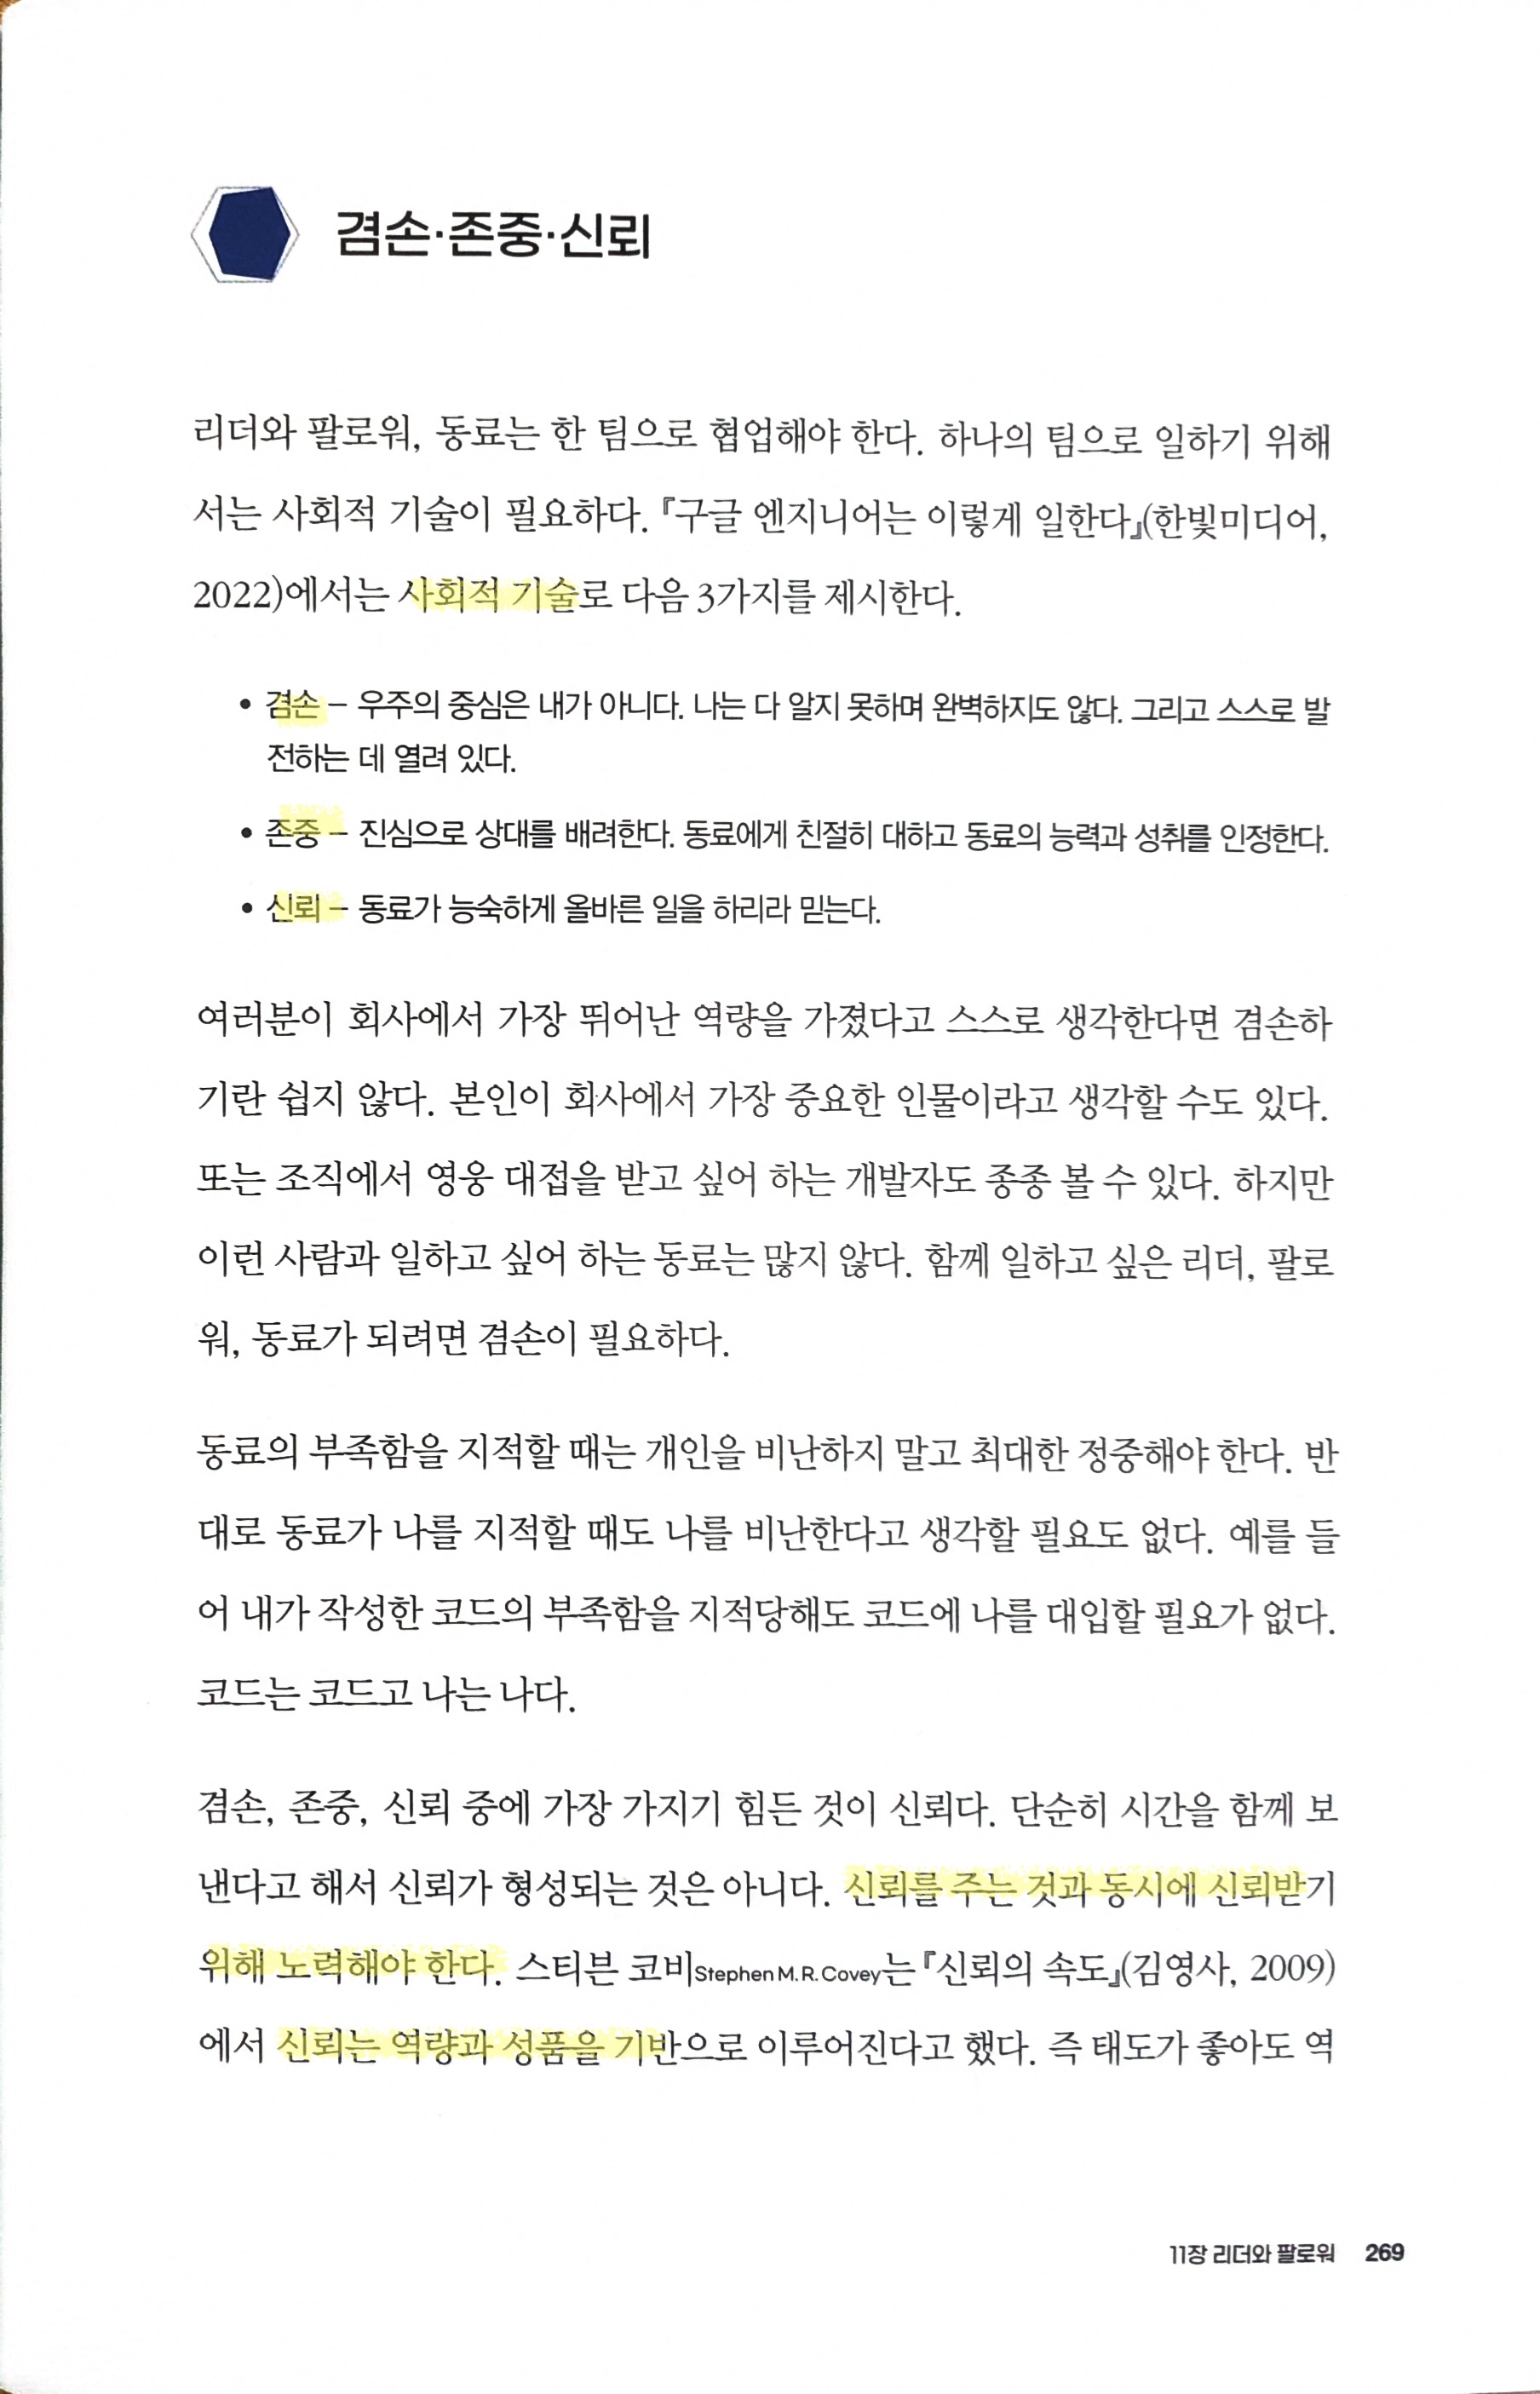 겸손·존중·신뢰
리더와 팔로워, 동료는 한 팀으로 협업해야 한다. 하나의 팀으로 일하기 위해
서는 사회적 기술이 필요하다. 『구글 엔지니어는 이렇게 일한다』(한빛미디어,
2022)에서는 사회적 기술로 다음 3가지를 제시한다.
• 겸손 – 우주의 중심은 내가 아니다. 나는 다 알지 못하며 완벽하지도 않다. 그리고 스스로 발
전하는 데 열려 있다.
• 존중 – 진심으로 상대를 배려한다. 동료에게 친절히 대하고 동료의 능력과 성취를 인정한다.
• 신뢰 – 동료가 능숙하게 올바른 일을 하리라 믿는다.
여러분이 회사에서 가장 뛰어난 역량을 가졌다고 스스로 생각한다면 겸손하
기란 쉽지 않다. 본인이 회사에서 가장 중요한 인물이라고 생각할 수도 있다.
또는 조직에서 영웅 대접을 받고 싶어 하는 개발자도 종종 볼 수 있다. 하지만
이런 사람과 일하고 싶어 하는 동료는 많지 않다. 함께 일하고 싶은 리더, 팔로
워, 동료가 되려면 겸손이 필요하다.
동료의 부족함을 지적할 때는 개인을 비난하지 말고 최대한 정중해야 한다. 반
대로 동료가 나를 지적할 때도 나를 비난한다고 생각할 필요도 없다. 예를 들
어 내가 작성한 코드의 부족함을 지적당해도 코드에 나를 대입할 필요가 없다.
코드는 코드고 나는 나다.
겸손, 존중, 신뢰 중에 가장 가지기 힘든 것이 신뢰다. 단순히 시간을 함께 보
낸다고 해서 신뢰가 형성되는 것은 아니다. 신뢰를 주는 것과 동시에 신뢰받기
위해 노력해야 한다. 스티븐 코비Stephen M. R. Covey는 『신뢰의 속도』(김영사, 2009)
에서 신뢰는 역량과 성품을 기반으로 이루어진다고 했다. 즉 태도가 좋아도 역
11장 리더와 팔로워 269